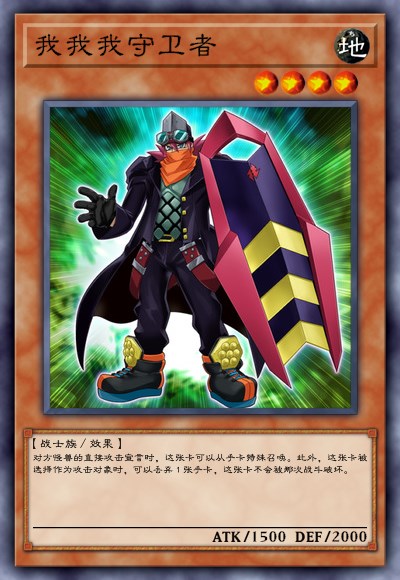 我我我守卫者
地
【战士族／效果】
对方怪兽的直接攻击宣言时，这张卡可以从手卡特殊召唤。此外，这张卡被
选择作为攻击对象时，可以丢弃１张手卡，这张卡不会被那次战斗破坏。
ATK/1500 DEF/2000